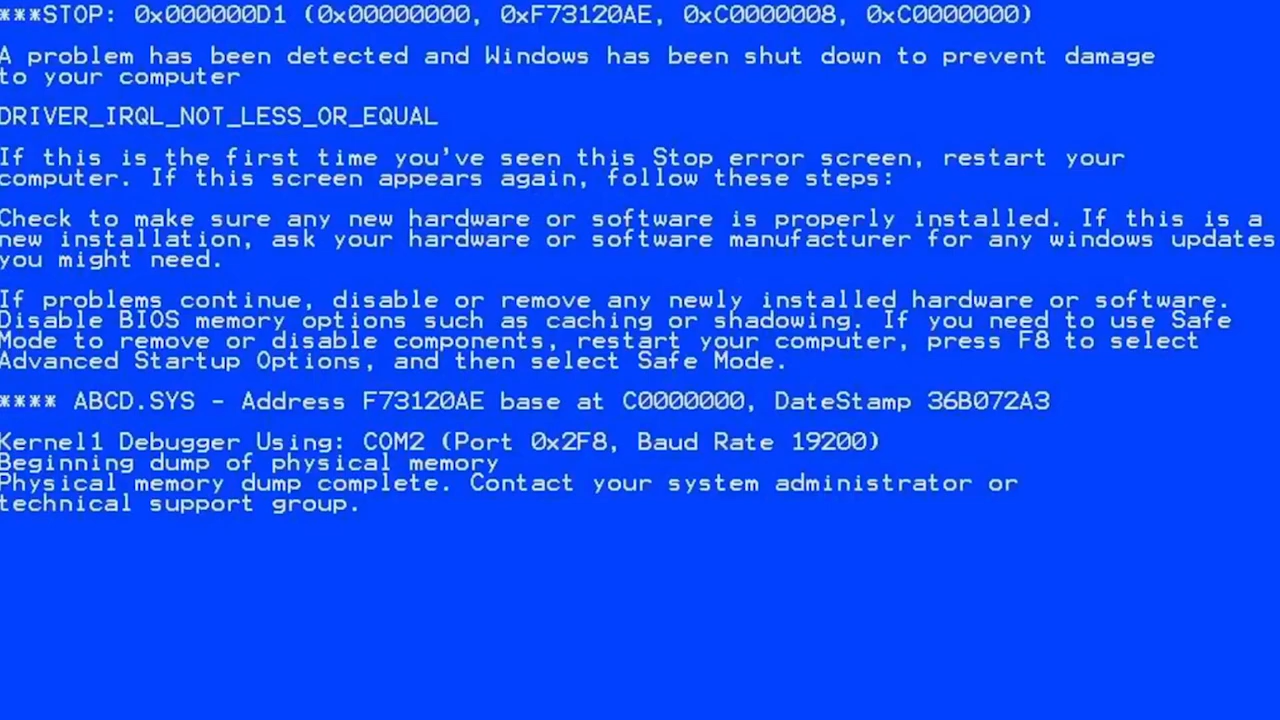 ***STOP: 0x000000D1 (0x00000000, 0xF73120AE, 0xC0000008, 0xC0000000)
A problem has been detected and Windows has been shut down to prevent damage
to your computer
DRIVER_IRQL_NOT_LESS_OR_EQUAL
If this is the first time you've seen this Stop error screen, restart your
computer. If this screen appears again, follow these steps:
Check to make sure any new hardware or software is properly installed. If this is a
new installation, ask your hardware or software manufacturer for any windows updates
you might need.
If problems continue, disable or remove any newly installed hardware or software.
Disable BIOS memory options such as caching or shadowing. If you need to use Safe
Mode to remove or disable components, restart your computer, press F8 to select
Advanced Startup Options, and then select Safe Mode.
**** ABCD.SYS - Address F73120AE base at C0000000, DateStamp 36B072A3
Kernel1 Debugger Using: COM2 (Port 0x2F8, Baud Rate 19200)
Beginning dump of physical memory
Physical memory dump complete. Contact your system administrator or
technical support group.